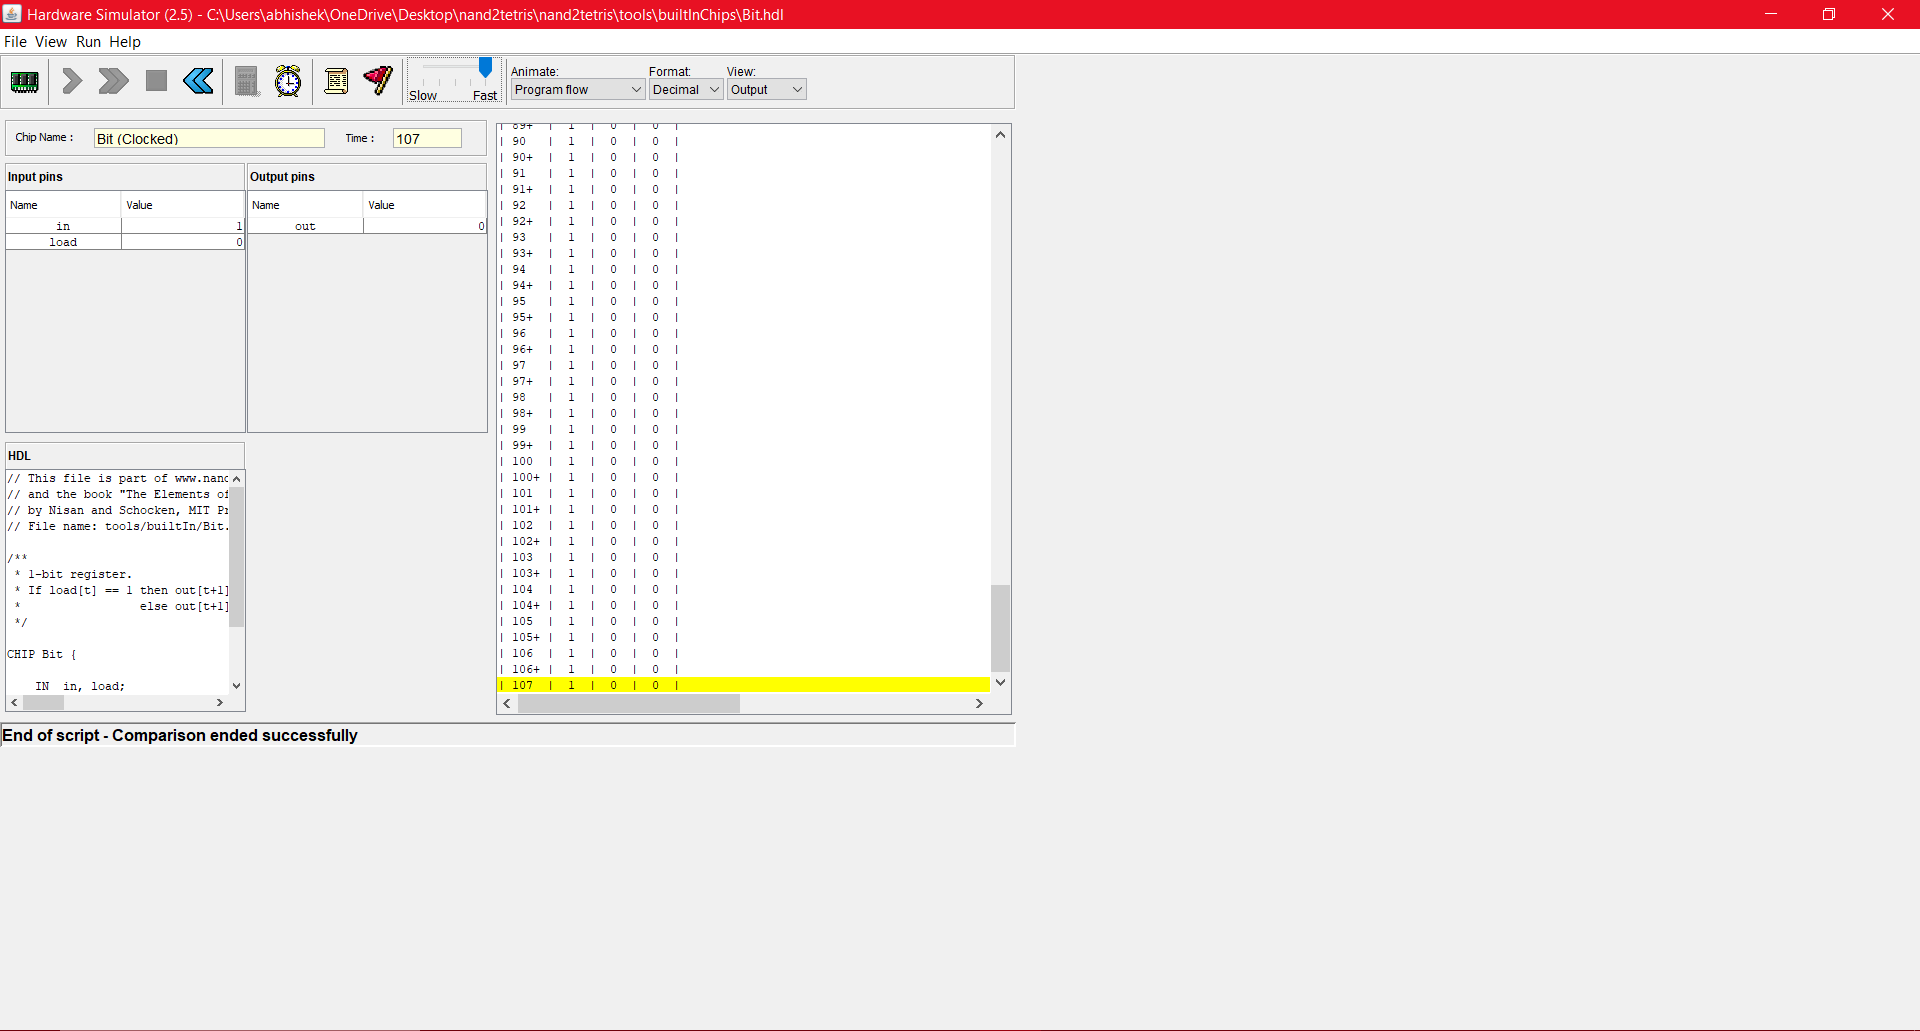 Hardware Simulator (2.5) - C:\Users\abhishek\OneDrive\Desktop\nand2tetris\nand2tetris\tools\builtInChips\Bit.hdl
File View Run Help
Slow Fast
Animate: Format: View:
Program flow Decimal Output
Chip Name : Bit (Clocked) Time : 107
Input pins
Name Value
in 1
load 0
Output pins
Name Value
out 0
HDL
// This file is part of www.nanc
// and the book "The Elements of
// by Nisan and Schocken, MIT Pr
// File name: tools/builtIn/Bit.
/**
* 1-bit register.
* If load[t] == 1 then out[t+1]
* else out[t+1]
*/
CHIP Bit {
IN in, load;
| 89+ | 1 | 0 | 0 |
| 90 | 1 | 0 | 0 |
| 90+ | 1 | 0 | 0 |
| 91 | 1 | 0 | 0 |
| 91+ | 1 | 0 | 0 |
| 92 | 1 | 0 | 0 |
| 92+ | 1 | 0 | 0 |
| 93 | 1 | 0 | 0 |
| 93+ | 1 | 0 | 0 |
| 94 | 1 | 0 | 0 |
| 94+ | 1 | 0 | 0 |
| 95 | 1 | 0 | 0 |
| 95+ | 1 | 0 | 0 |
| 96 | 1 | 0 | 0 |
| 96+ | 1 | 0 | 0 |
| 97 | 1 | 0 | 0 |
| 97+ | 1 | 0 | 0 |
| 98 | 1 | 0 | 0 |
| 98+ | 1 | 0 | 0 |
| 99 | 1 | 0 | 0 |
| 99+ | 1 | 0 | 0 |
| 100 | 1 | 0 | 0 |
| 100+ | 1 | 0 | 0 |
| 101 | 1 | 0 | 0 |
| 101+ | 1 | 0 | 0 |
| 102 | 1 | 0 | 0 |
| 102+ | 1 | 0 | 0 |
| 103 | 1 | 0 | 0 |
| 103+ | 1 | 0 | 0 |
| 104 | 1 | 0 | 0 |
| 104+ | 1 | 0 | 0 |
| 105 | 1 | 0 | 0 |
| 105+ | 1 | 0 | 0 |
| 106 | 1 | 0 | 0 |
| 106+ | 1 | 0 | 0 |
| 107 | 1 | 0 | 0 |
End of script - Comparison ended successfully